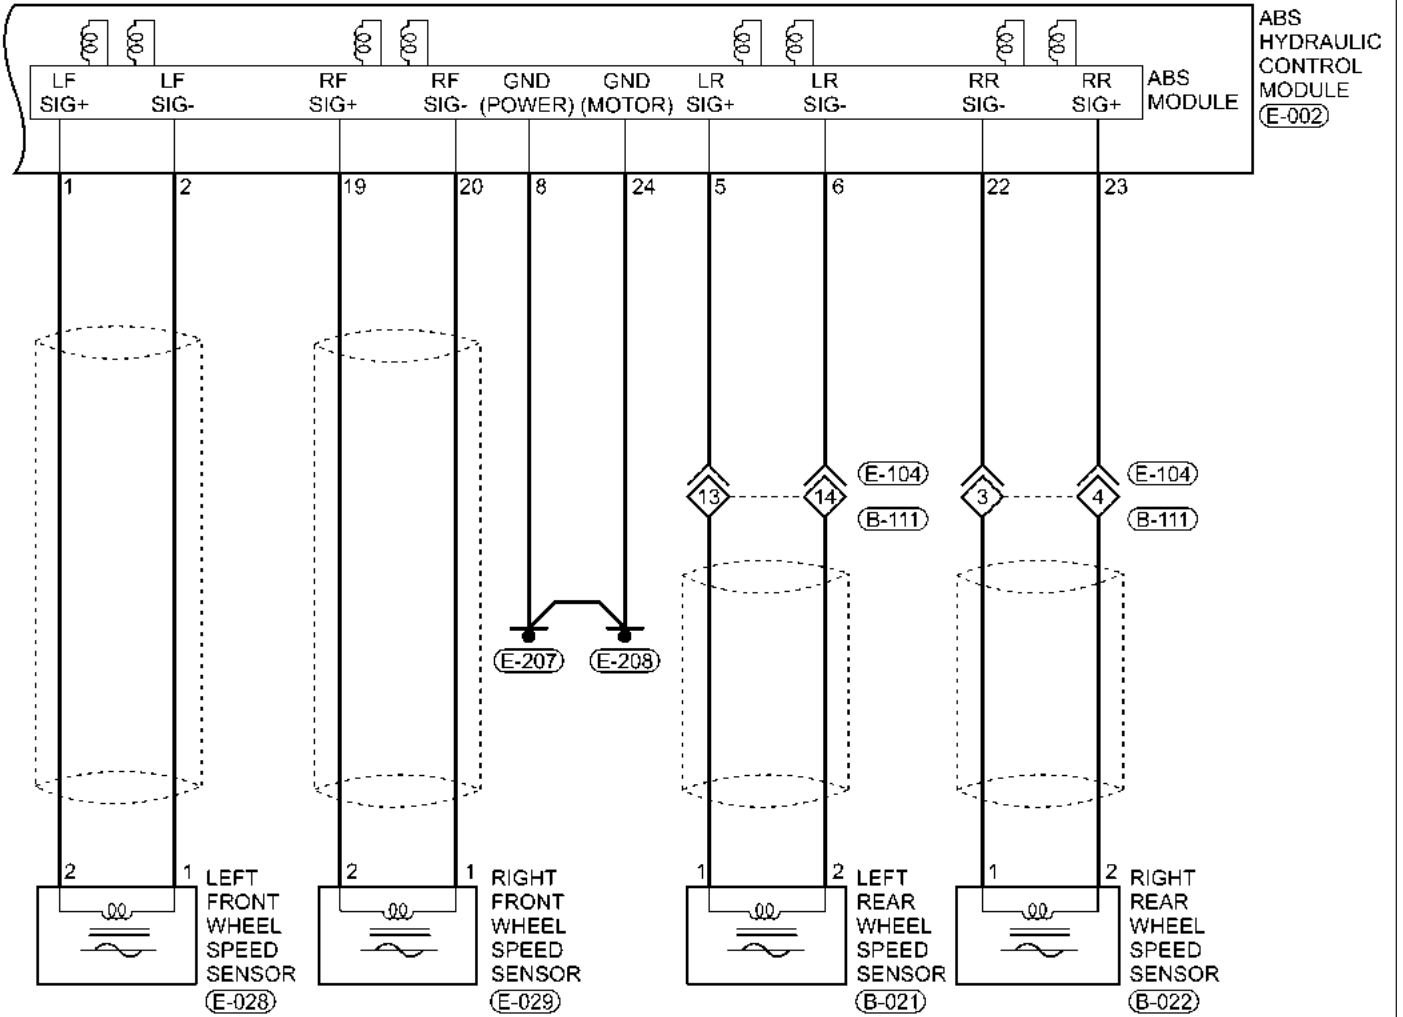 ABS
HYDRAULIC
CONTROL
MODULE
E-002
LF SIG+
LF SIG-
RF SIG+
RF SIG-
GND (POWER)
GND (MOTOR)
LR SIG+
LR SIG-
RR SIG-
RR SIG+
ABS MODULE
1 2 19 20 8 24 5 6 22 23
E-104 E-104
13 14 3 4
B-111 B-111
E-207 E-208
2 1 2 1 1 2 1 2
LEFT
FRONT
WHEEL
SPEED
SENSOR
E-028
RIGHT
FRONT
WHEEL
SPEED
SENSOR
E-029
LEFT
REAR
WHEEL
SPEED
SENSOR
B-021
RIGHT
REAR
WHEEL
SPEED
SENSOR
B-022